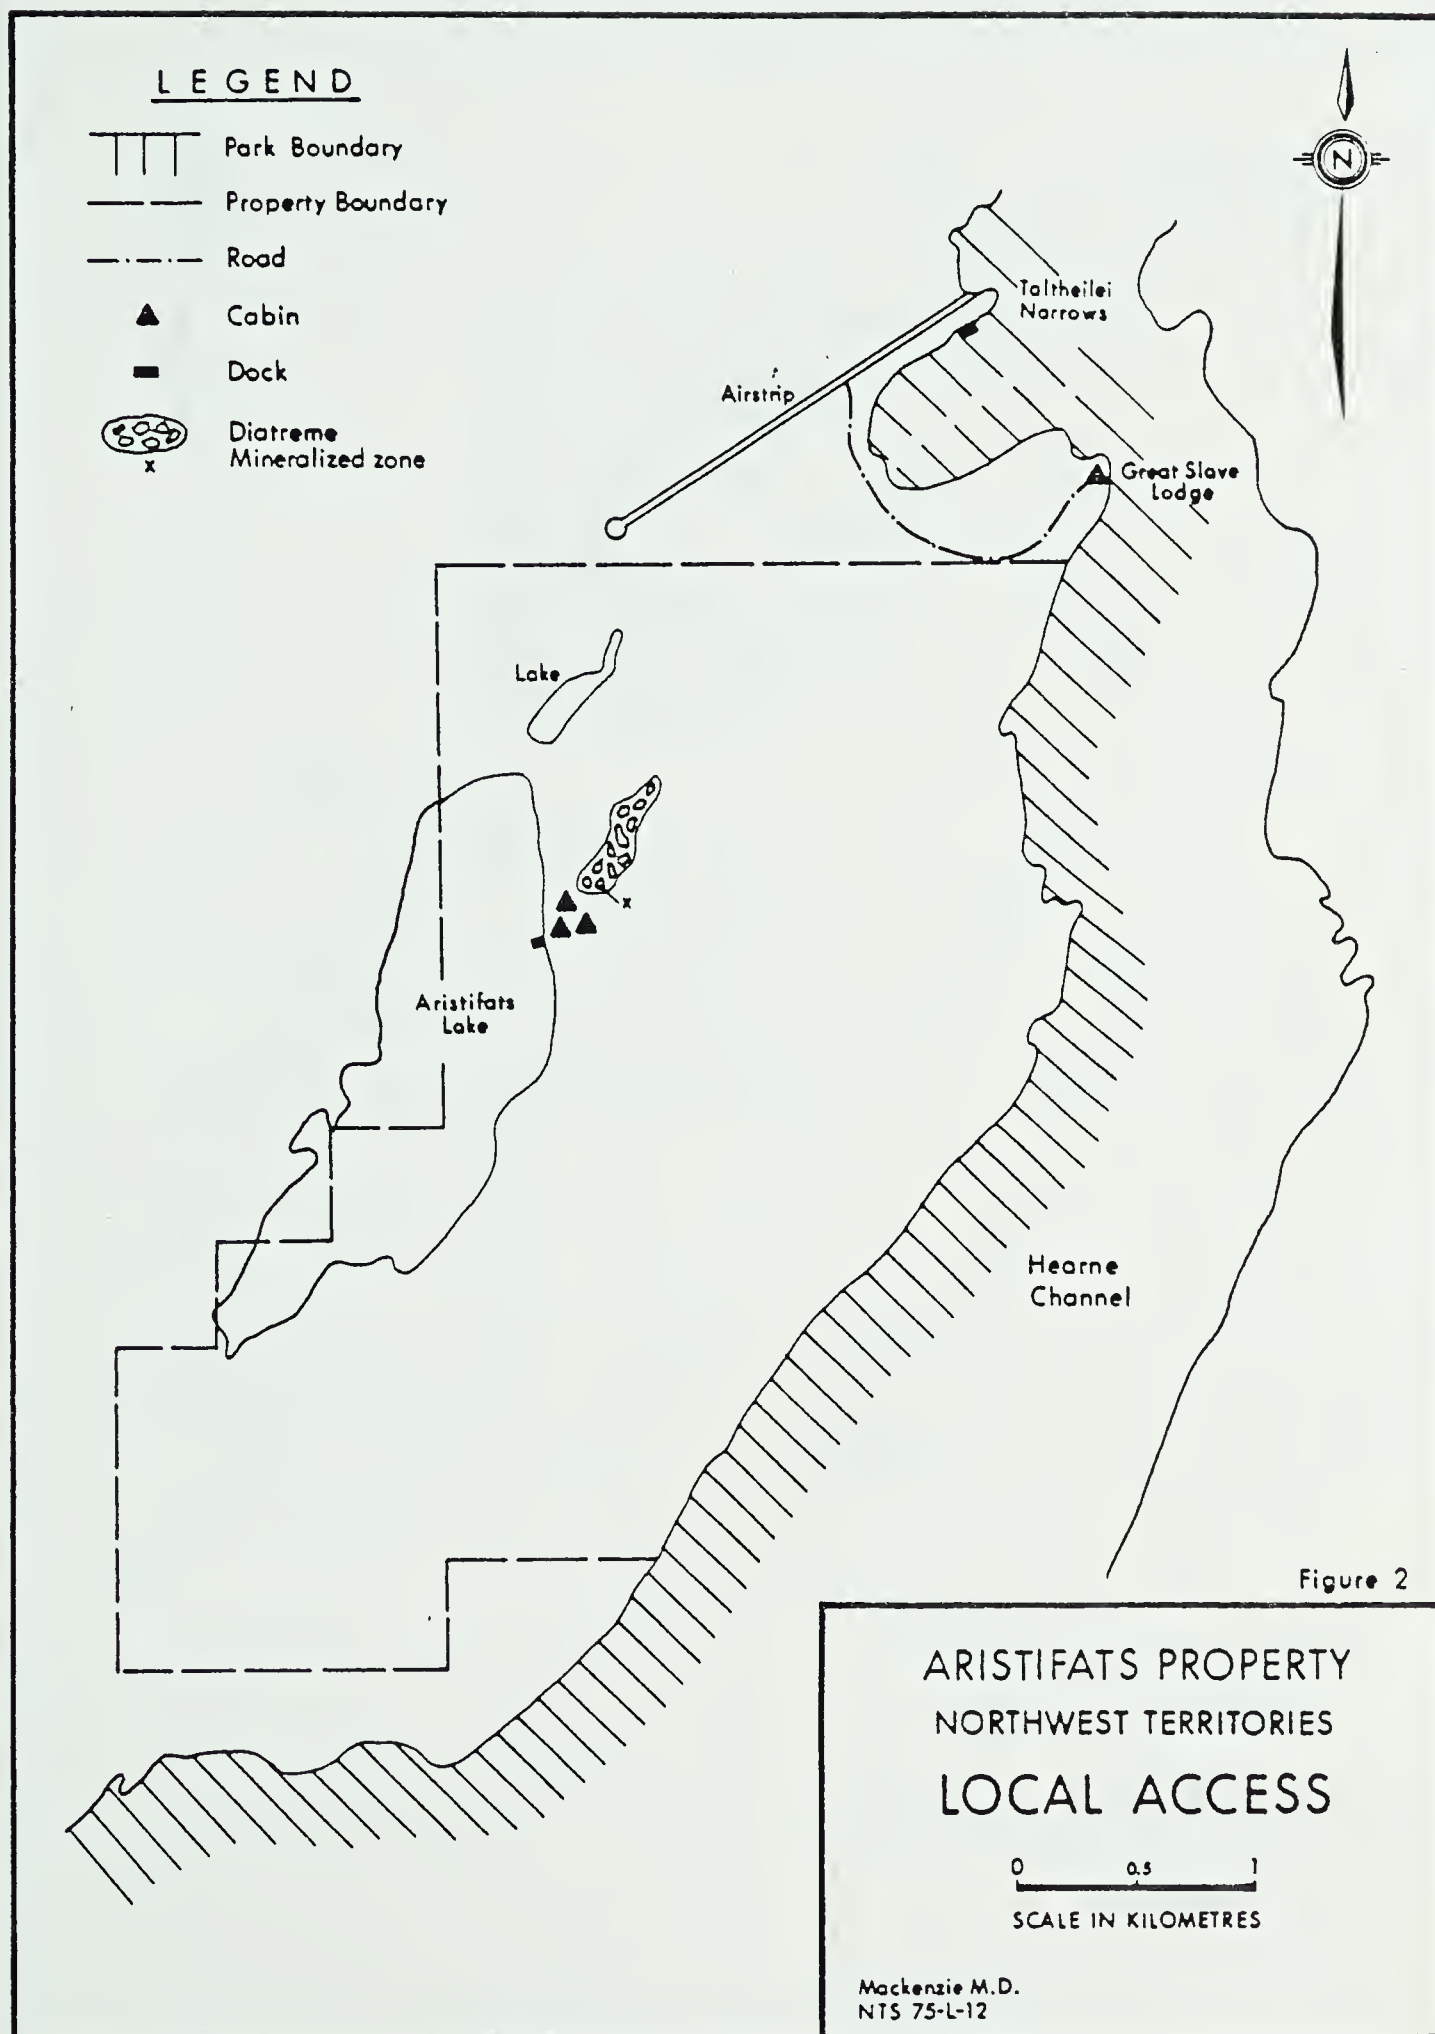 LEGEND
Park Boundary
Property Boundary
Road
Cabin
Dock
Diatreme
Mineralized zone
x
N
Taltheilei
Narrows
Airstrip
Great Slave
Lodge
Lake
x
Aristifats
Lake
Hearne
Channel
Figure 2
ARISTIFATS PROPERTY
NORTHWEST TERRITORIES
LOCAL ACCESS
0 0.5 1
SCALE IN KILOMETRES
Mackenzie M.D.
NTS 75-L-12